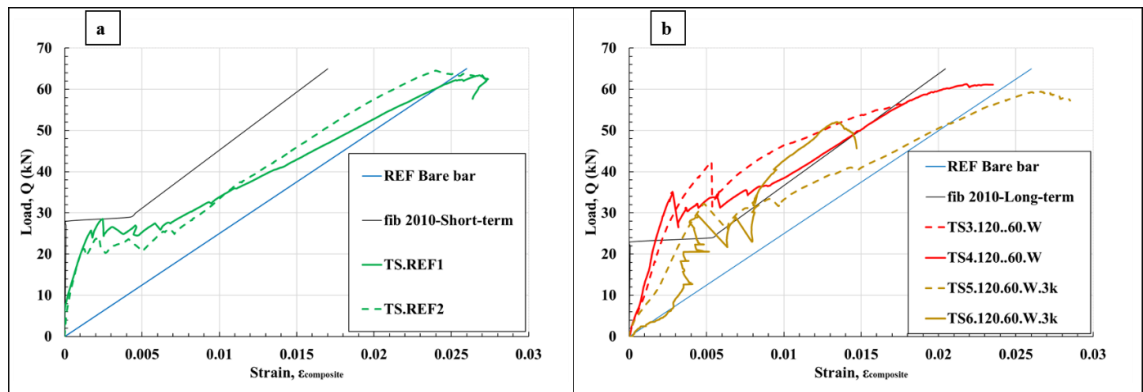 a
70
60
50
40
30
20
10
0
Load, Q (kN)
0 0.005 0.01 0.015 0.02 0.025 0.03
Strain, εcomposite
REF Bare bar
fib 2010-Short-term
TS.REF1
TS.REF2
b
70
60
50
40
30
20
10
0
Load, Q (kN)
0 0.005 0.01 0.015 0.02 0.025 0.03
Strain, εcomposite
REF Bare bar
fib 2010-Long-term
TS3.120..60.W
TS4.120..60.W
TS5.120.60.W.3k
TS6.120.60.W.3k